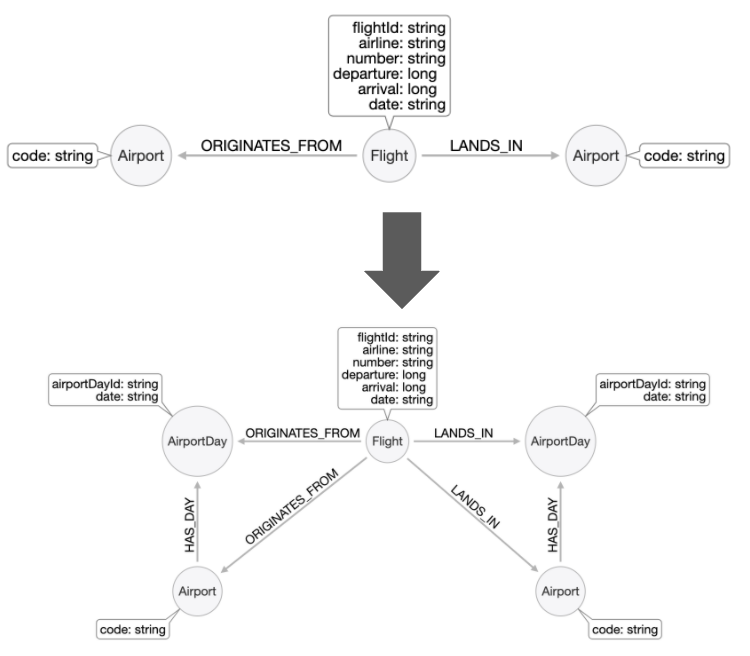 flightId: string
airline: string
number: string
departure: long
arrival: long
date: string
code: string
Airport
ORIGINATES_FROM
Flight
LANDS_IN
Airport
code: string
flightId: string
airline: string
number: string
departure: long
arrival: long
date: string
airportDayId: string
date: string
airportDayId: string
date: string
AirportDay
ORIGINATES_FROM
Flight
LANDS_IN
AirportDay
HAS_DAY
ORIGINATES_FROM
LANDS_IN
HAS_DAY
Airport
Airport
code: string
code: string